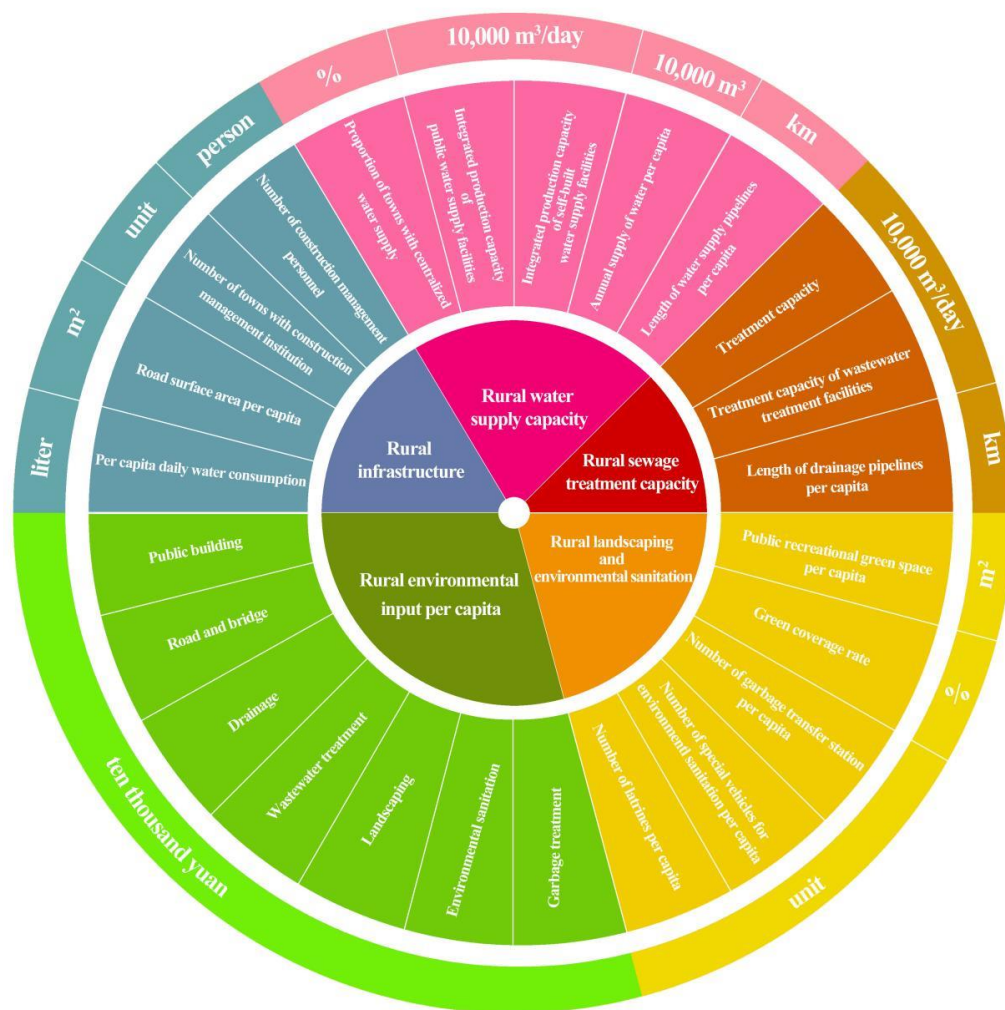 %
10,000 m³/day
10,000 m³
km
10,000 m³/day
km
m²
%
unit
ten thousand yuan
liter
m²
unit
person
Proportion of towns with centralized
water supply
Integrated production capacity
of
public water supply facilities
Integrated production capacity
of self-built
water supply facilities
Annual supply of water per capita
Length of water supply pipelines
per capita
Treatment capacity
Treatment capacity of wastewater
treatment facilities
Length of drainage pipelines
per capita
Public recreational green space
per capita
Green coverage rate
Number of garbage transfer station
per capita
Number of special vehicles for
environmentl sanitation per capita
Number of latrines per capita
Garbage treatment
Environmental sanitation
Landscaping
Wastewater treatment
Drainage
Road and bridge
Public building
Per capita daily water consumption
Road surface area per capita
Number of towns with construction
management institution
Number of construction management
personnel
Rural water
supply capacity
Rural sewage
treatment capacity
Rural landscaping
and
environmental sanitation
Rural environmental
input per capita
Rural
infrastructure